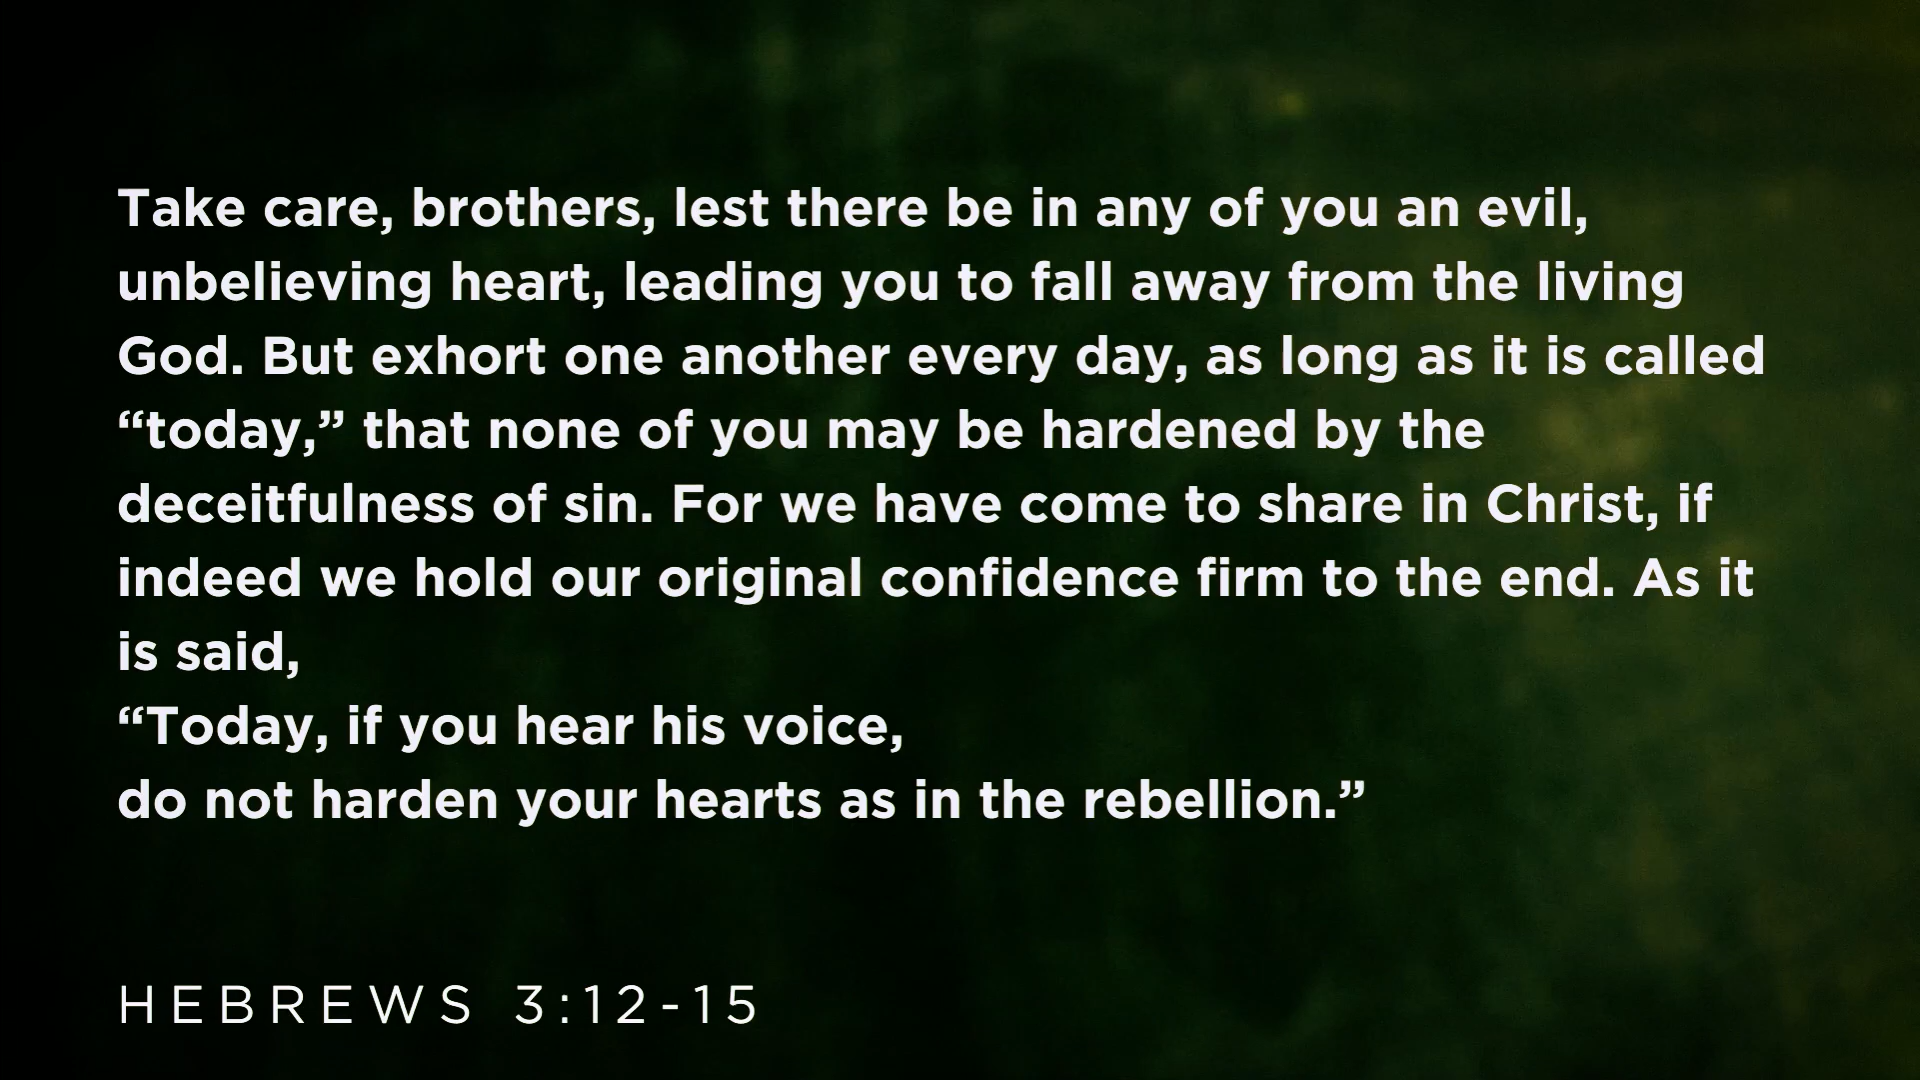 Take care, brothers, lest there be in any of you an evil,
unbelieving heart, leading you to fall away from the living
God. But exhort one another every day, as long as it is called
“today,” that none of you may be hardened by the
deceitfulness of sin. For we have come to share in Christ, if
indeed we hold our original confidence firm to the end. As it
is said,
“Today, if you hear his voice,
do not harden your hearts as in the rebellion.”
HEBREWS 3:12-15